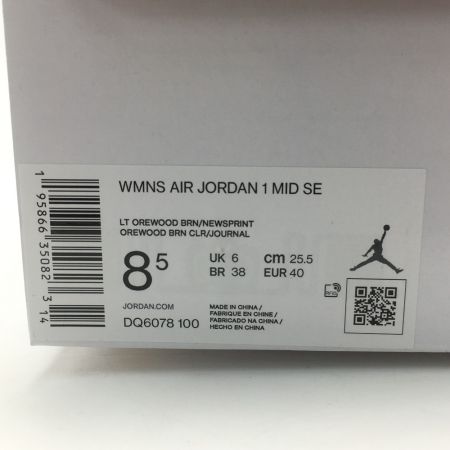 WMNS AIR JORDAN 1 MID SE
LT OREWOOD BRN/NEWSPRINT
OREWOOD BRN CLR/JOURNAL
8⁵
UK 6 cm 25.5
BR 38 EUR 40
JORDAN.COM
DQ6078 100
MADE IN CHINA /
FABRIQUE EN CHINE /
FABRICADO NA CHINA /
HECHO EN CHINA
1 95866 35082 3 14